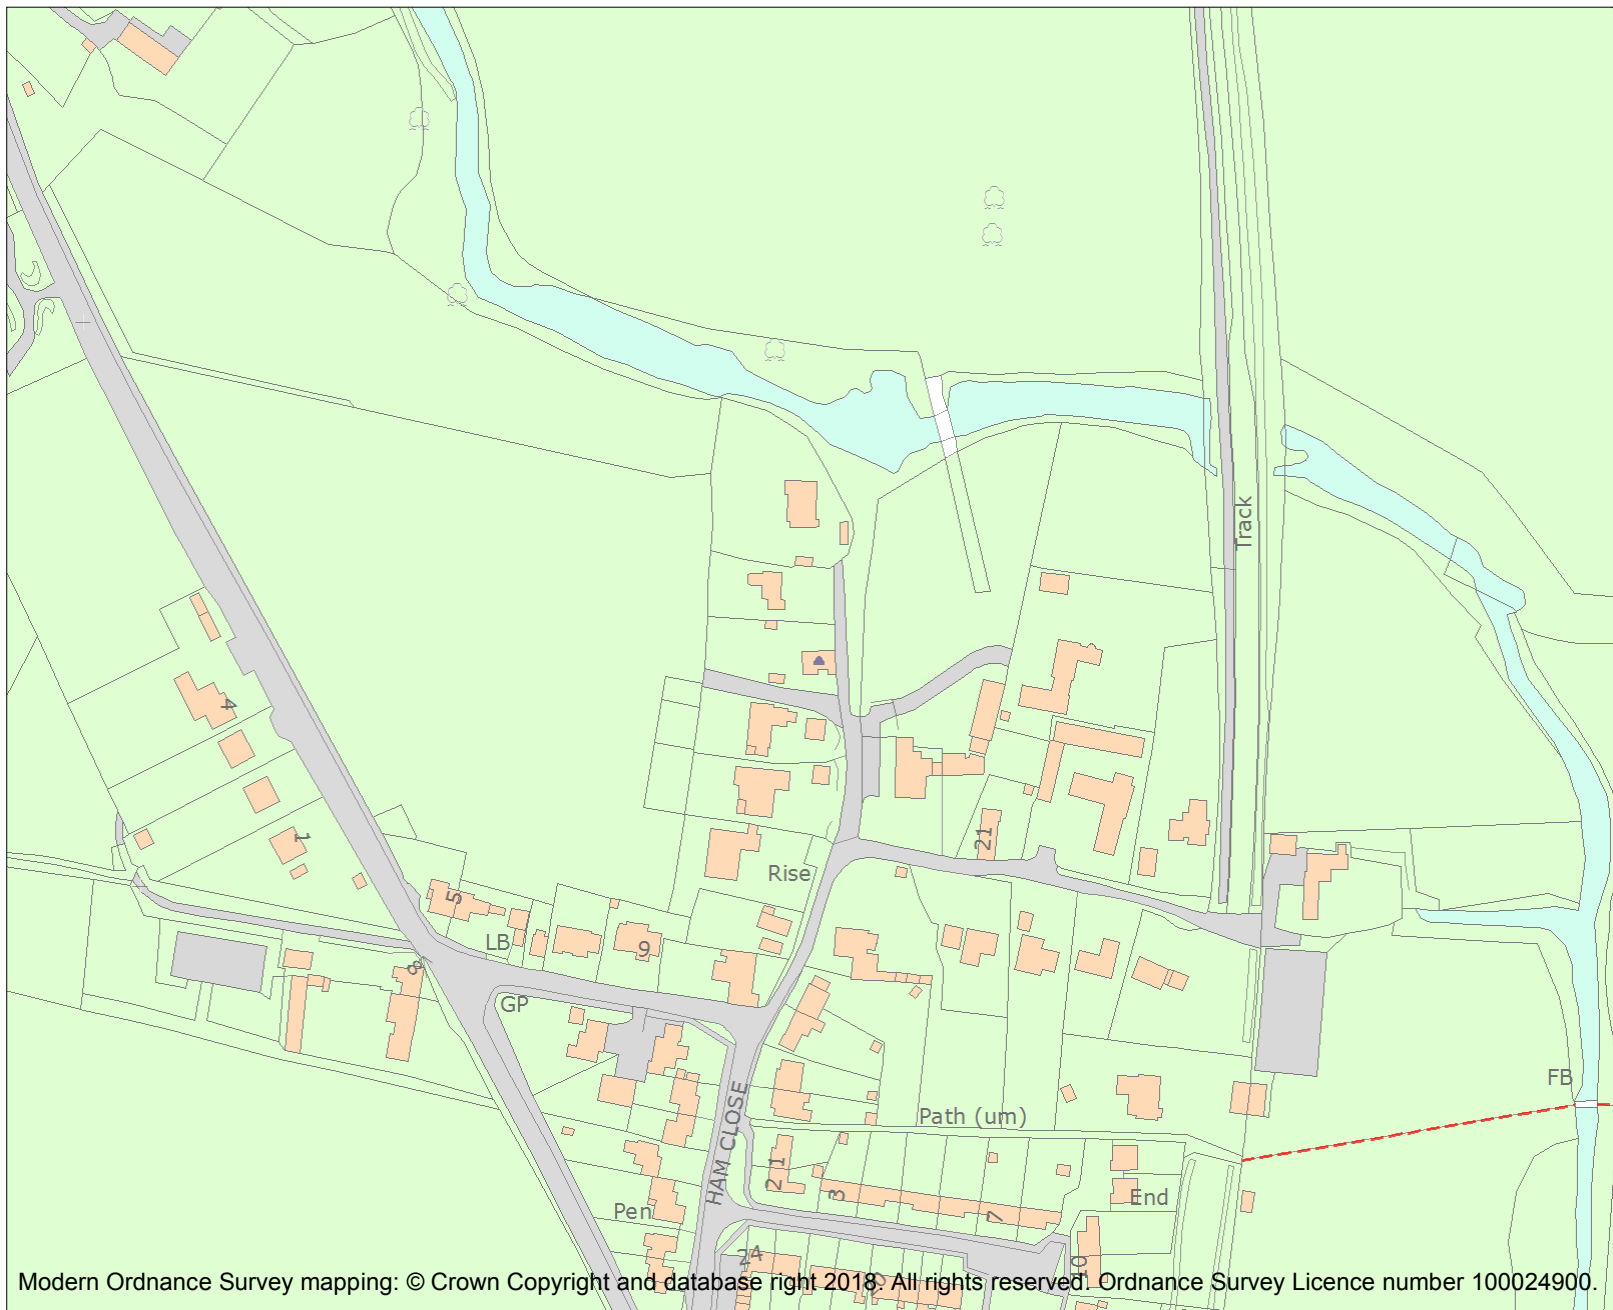 Track
4
1
21
Rise
5
LB
9
8
GP
FB
HAM CLOSE
Path (um)
21
3
7
End
Pen
24
10
Modern Ordnance Survey mapping: © Crown Copyright and database right 2018. All rights reserved. Ordnance Survey Licence number 100024900.